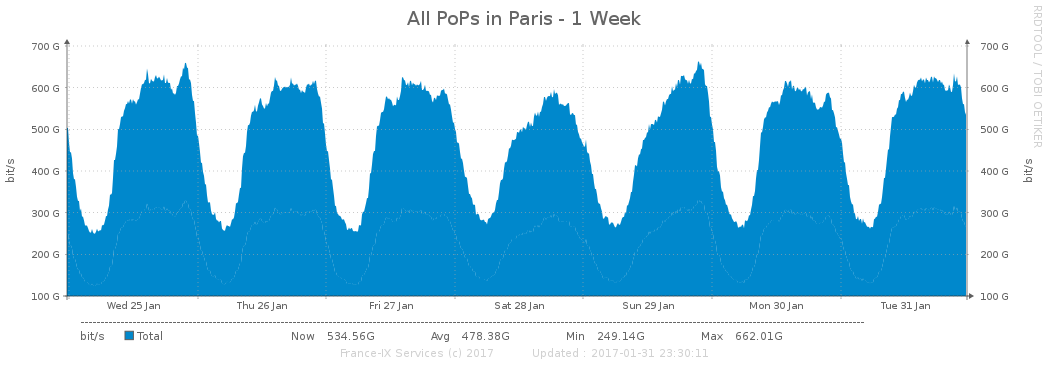 All PoPs in Paris - 1 Week
RRDTOOL / TOBI OETIKER
700 G 700 G
600 G 600 G
500 G 500 G
400 G 400 G
300 G 300 G
200 G 200 G
100 G 100 G
bit/s bit/s
Wed 25 Jan Thu 26 Jan Fri 27 Jan Sat 28 Jan Sun 29 Jan Mon 30 Jan Tue 31 Jan
bit/s Total Now 534.56G Avg 478.38G Min 249.14G Max 662.01G
France-IX Services (c) 2017 Updated : 2017-01-31 23:30:11